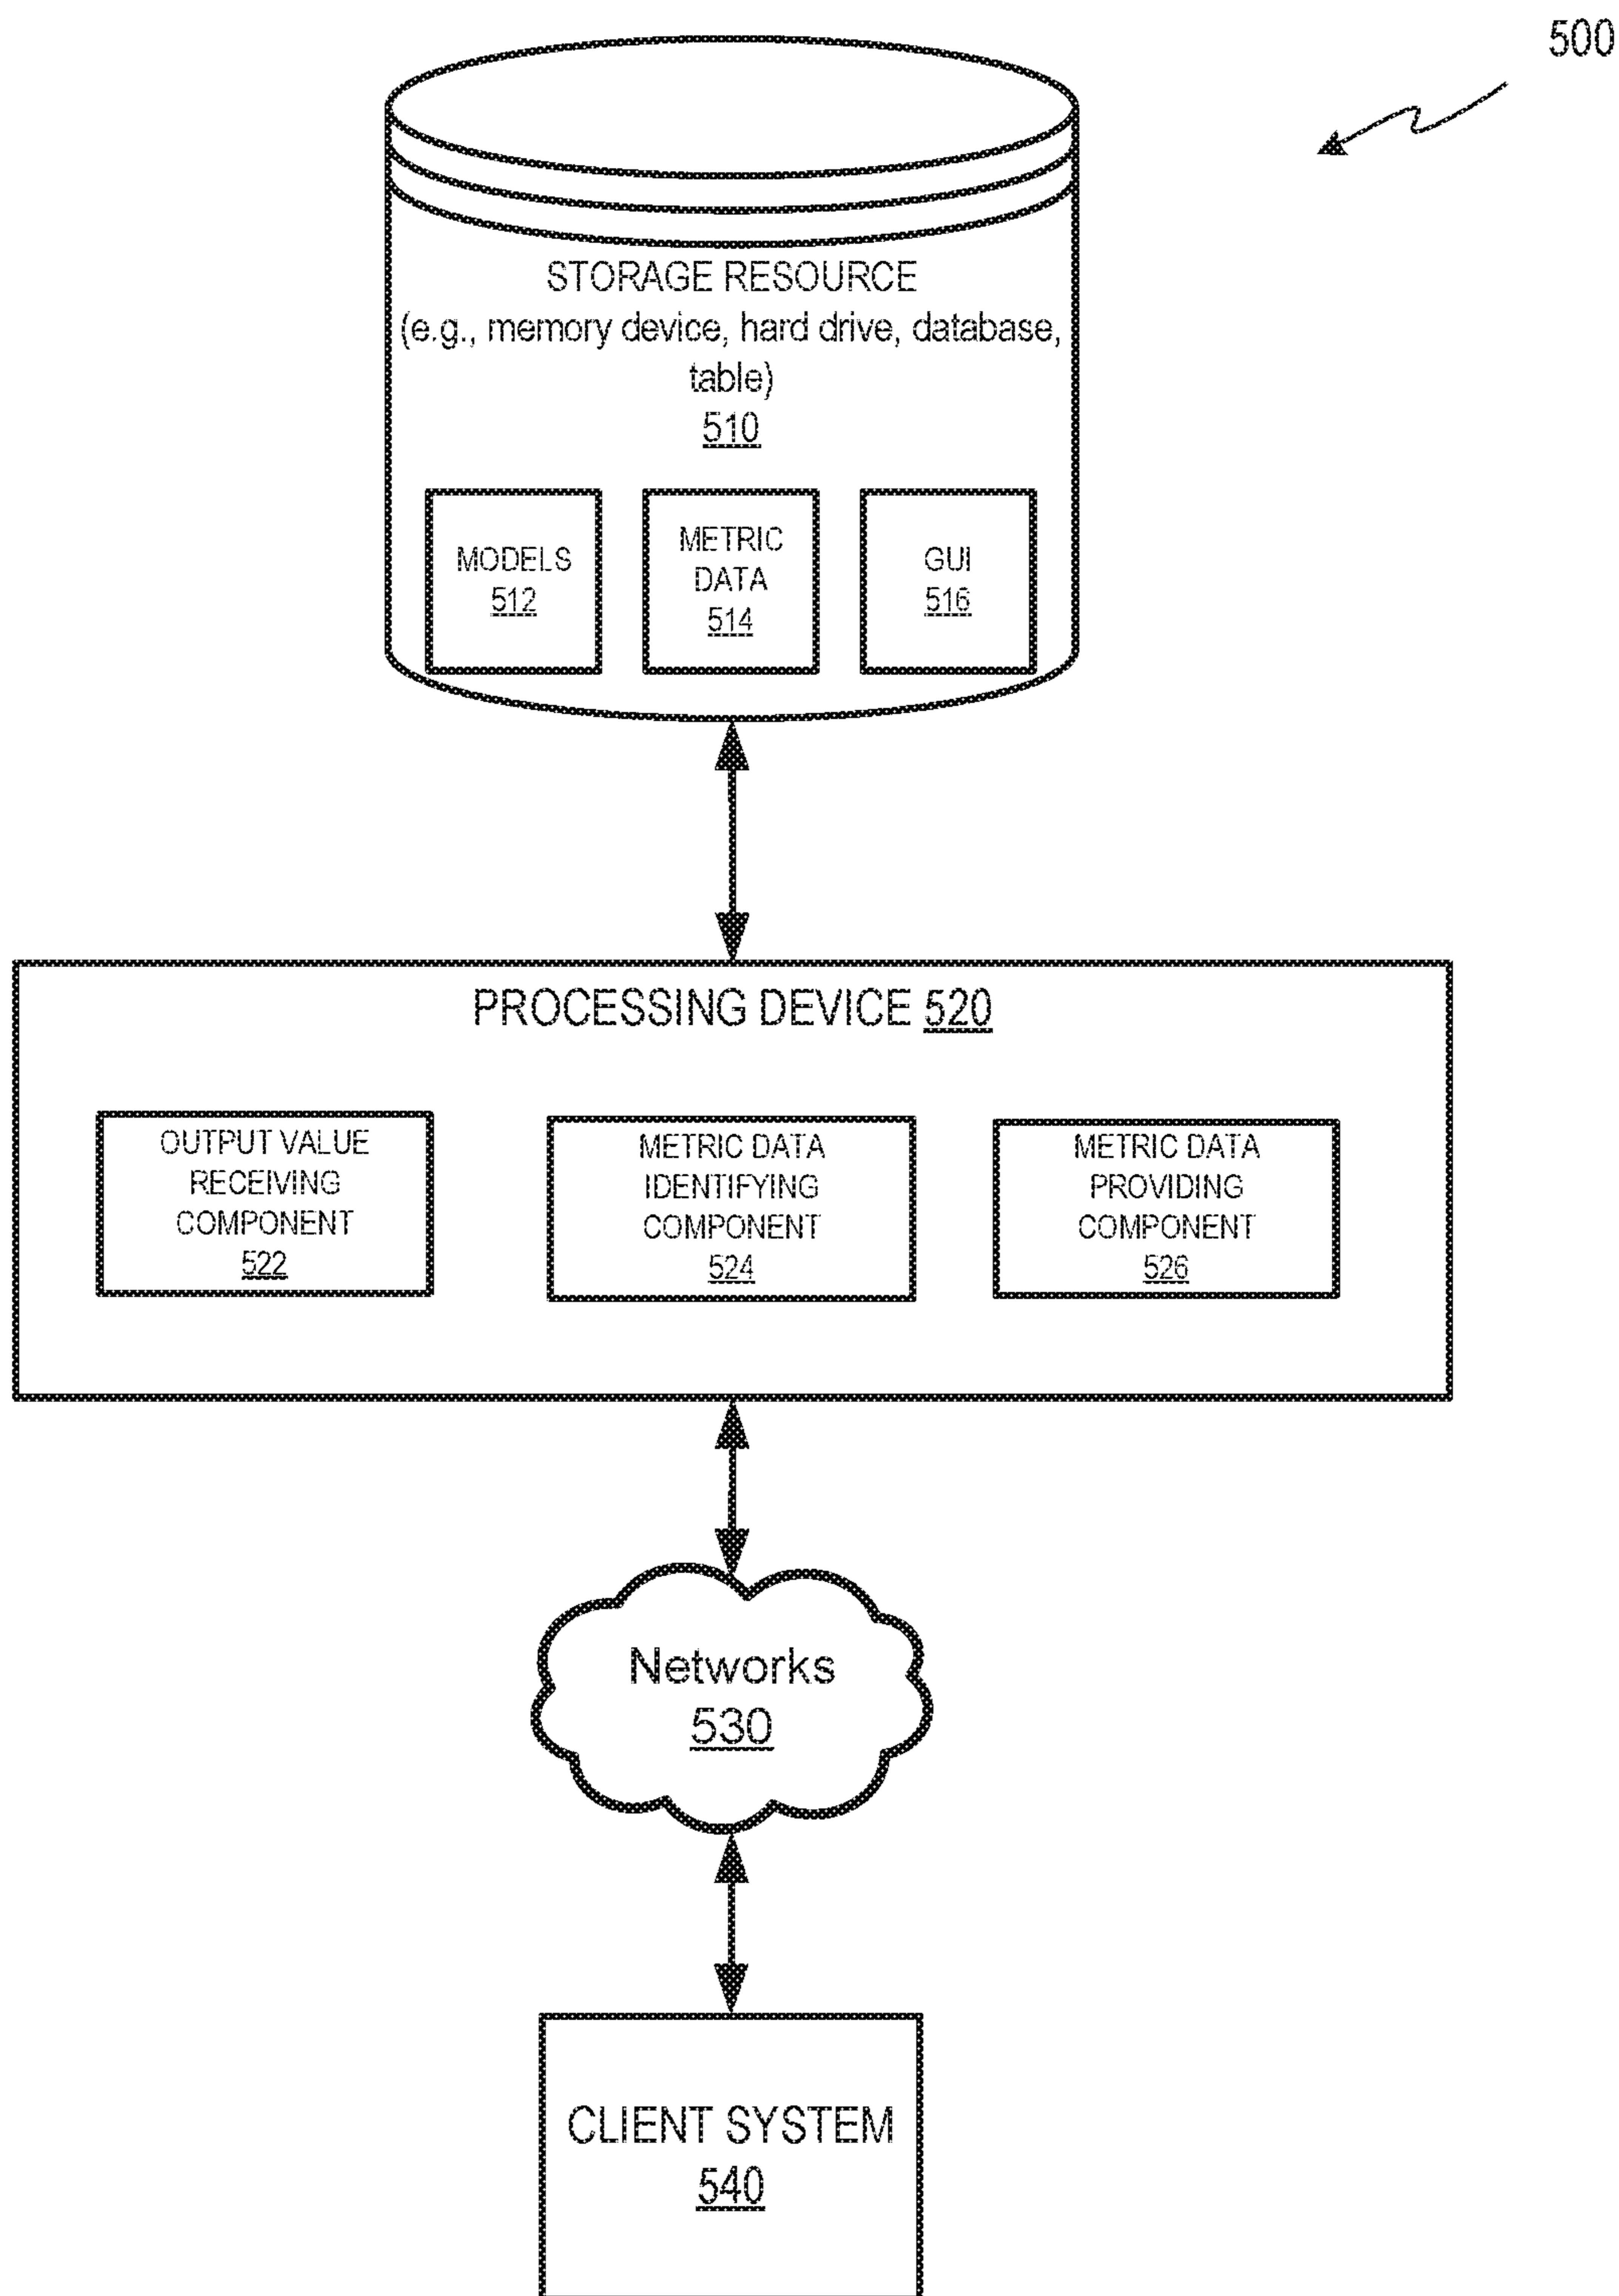 500
STORAGE RESOURCE
(e.g., memory device, hard drive, database,
table)
510
MODELS
512
METRIC
DATA
514
GUI
516
PROCESSING DEVICE 520
OUTPUT VALUE
RECEIVING
COMPONENT
522
METRIC DATA
IDENTIFYING
COMPONENT
524
METRIC DATA
PROVIDING
COMPONENT
526
Networks
530
CLIENT SYSTEM
540